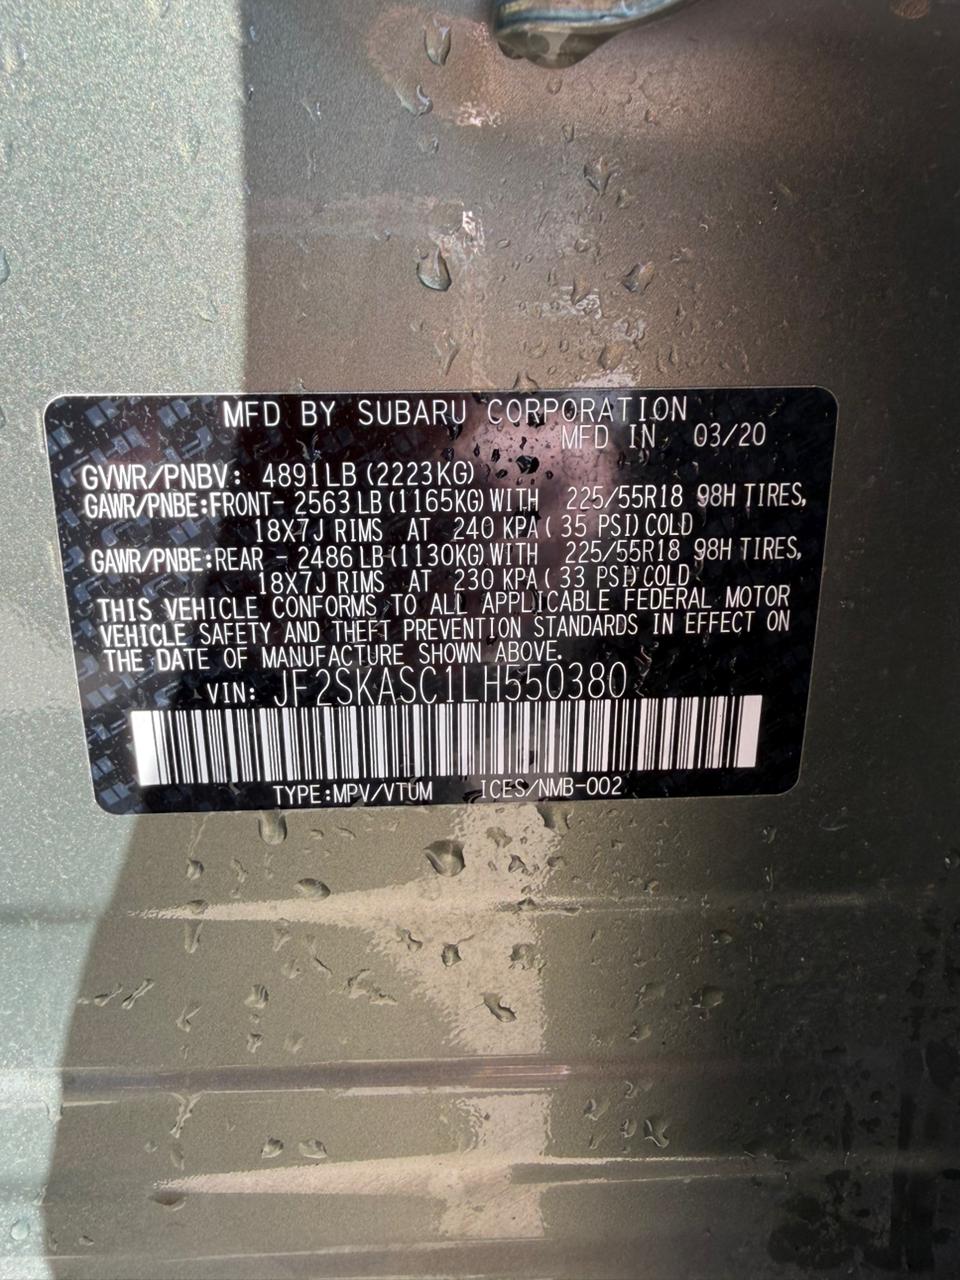 MFD BY SUBARU CORPORATION
MFD IN 03/20
GVWR/PNBV: 4891LB (2223KG)
GAWR/PNBE:FRONT- 2563LB (1165KG) WITH 225/55R18 98H TIRES,
18X7J RIMS AT 240 KPA( 35 PSI) COLD
GAWR/PNBE:REAR - 2486LB (1130KG) WITH 225/55R18 98H TIRES,
18X7J RIMS AT 230 KPA( 33 PSI) COLD
THIS VEHICLE CONFORMS TO ALL APPLICABLE FEDERAL MOTOR
VEHICLE SAFETY AND THEFT PREVENTION STANDARDS IN EFFECT ON
THE DATE OF MANUFACTURE SHOWN ABOVE.
VIN: JF2SKASC1LH550380
TYPE:MPV/VTUM ICES/NMB-002